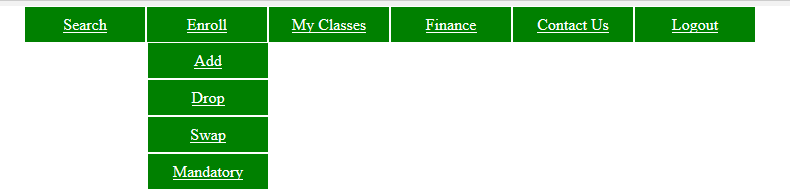 Search Enroll My Classes Finance Contact Us Logout
Add
Drop
Swap
Mandatory